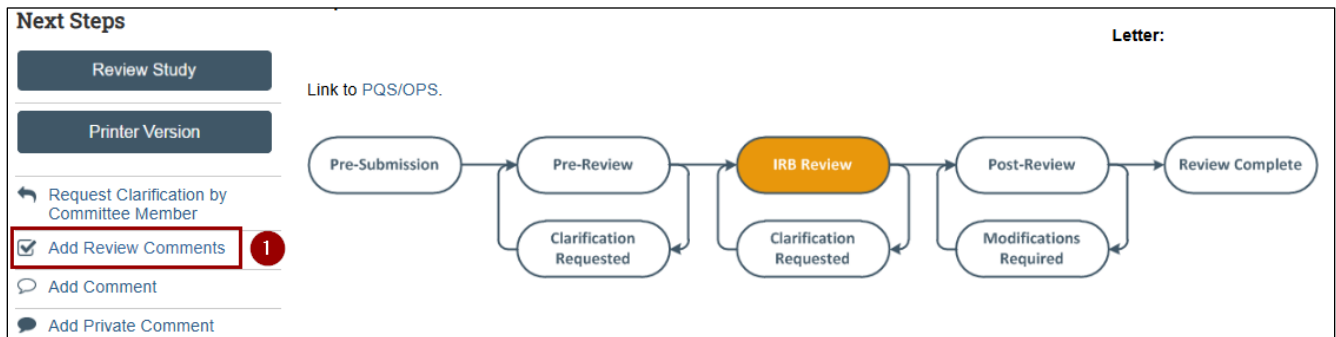 Next Steps
Letter:
Review Study
Link to PQS/OPS.
Printer Version
Pre-Submission
Pre-Review
IRB Review
Post-Review
Review Complete
Request Clarification by
Committee Member
Add Review Comments
1
Clarification
Requested
Clarification
Requested
Modifications
Required
Add Comment
Add Private Comment